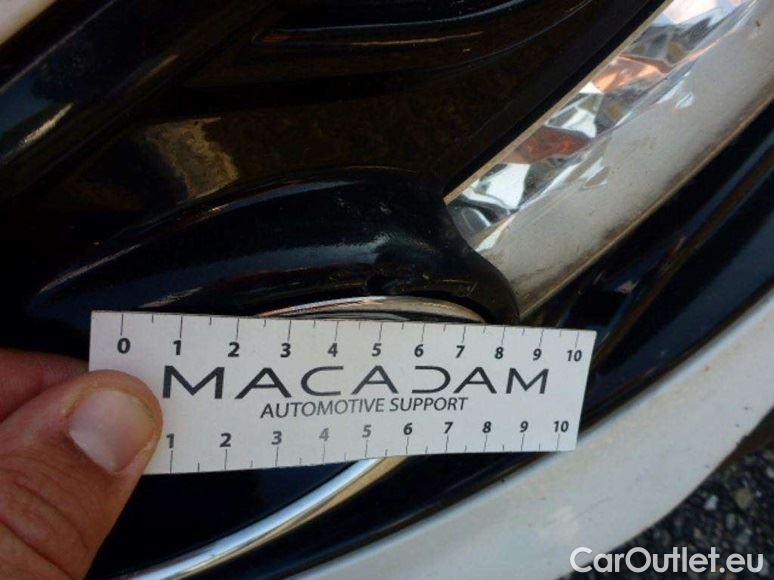 0 1 2 3 4 5 6 7 8 9 10
MACADAM
AUTOMOTIVE SUPPORT
1 2 3 4 5 6 7 8 9 10
CarOutlet.eu